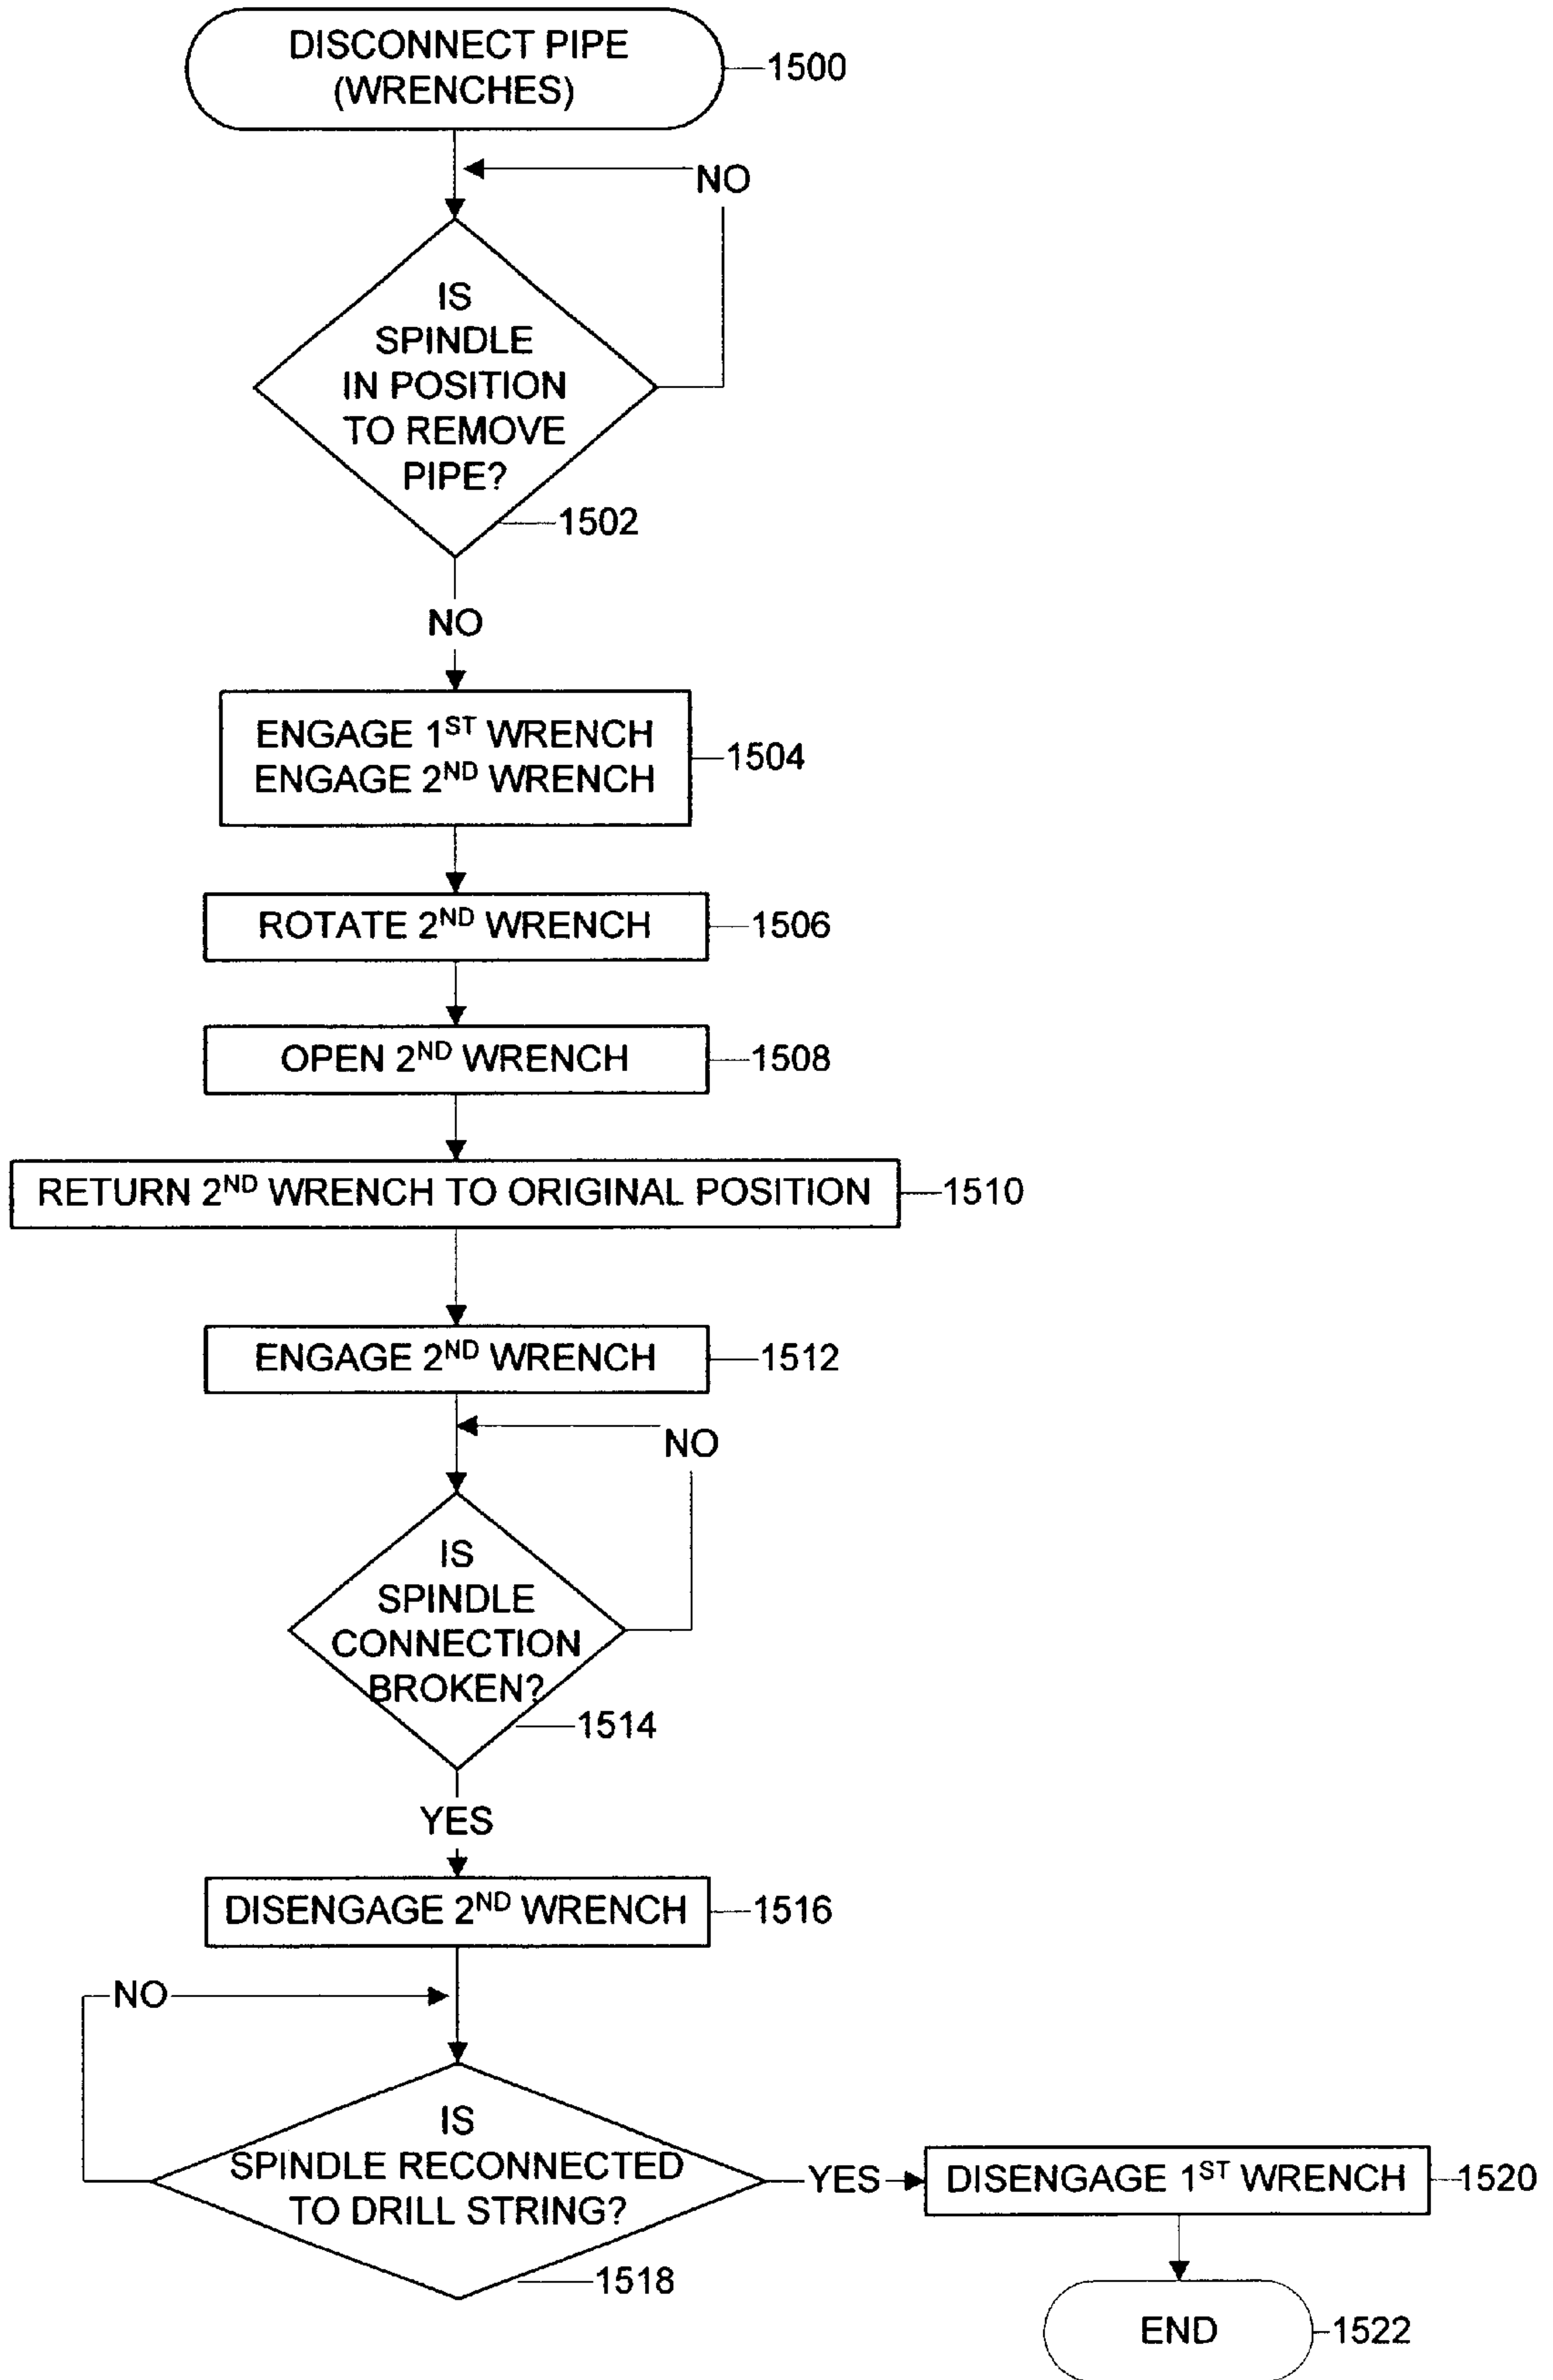 DISCONNECT PIPE
(WRENCHES)
1500
NO
IS
SPINDLE
IN POSITION
TO REMOVE
PIPE?
1502
NO
ENGAGE 1ST WRENCH
ENGAGE 2ND WRENCH
1504
ROTATE 2ND WRENCH
1506
OPEN 2ND WRENCH
1508
RETURN 2ND WRENCH TO ORIGINAL POSITION
1510
ENGAGE 2ND WRENCH
1512
NO
IS
SPINDLE
CONNECTION
BROKEN?
1514
YES
DISENGAGE 2ND WRENCH
1516
NO
IS
SPINDLE RECONNECTED
TO DRILL STRING?
1518
YES
DISENGAGE 1ST WRENCH
1520
END
1522